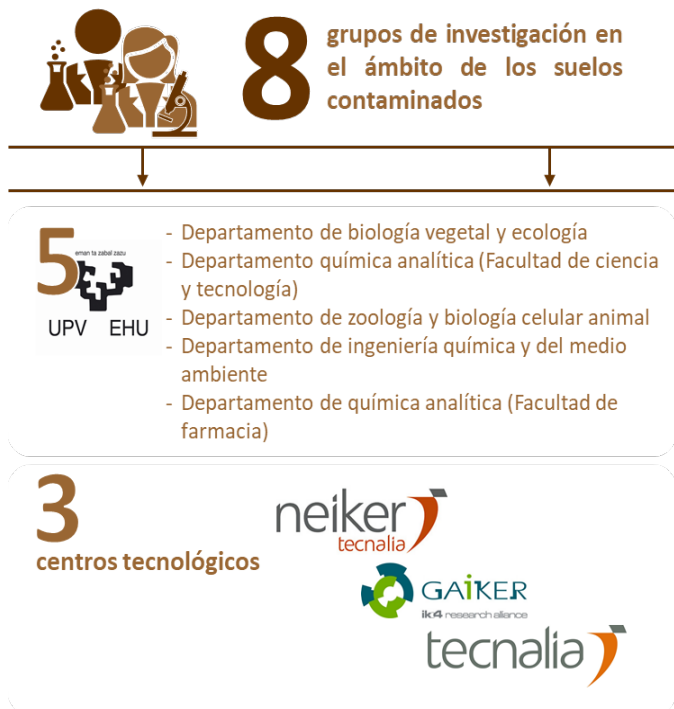 8
grupos de investigación en
el ámbito de los suelos
contaminados
5
eman ta zabal zazu
UPV EHU
- Departamento de biología vegetal y ecología
- Departamento química analítica (Facultad de ciencia
y tecnología)
- Departamento de zoología y biología celular animal
- Departamento de ingeniería química y del medio
ambiente
- Departamento de química analítica (Facultad de
farmacia)
3
centros tecnológicos
neiker
tecnalia
GAiKER
ik4 research alliance
tecnalia